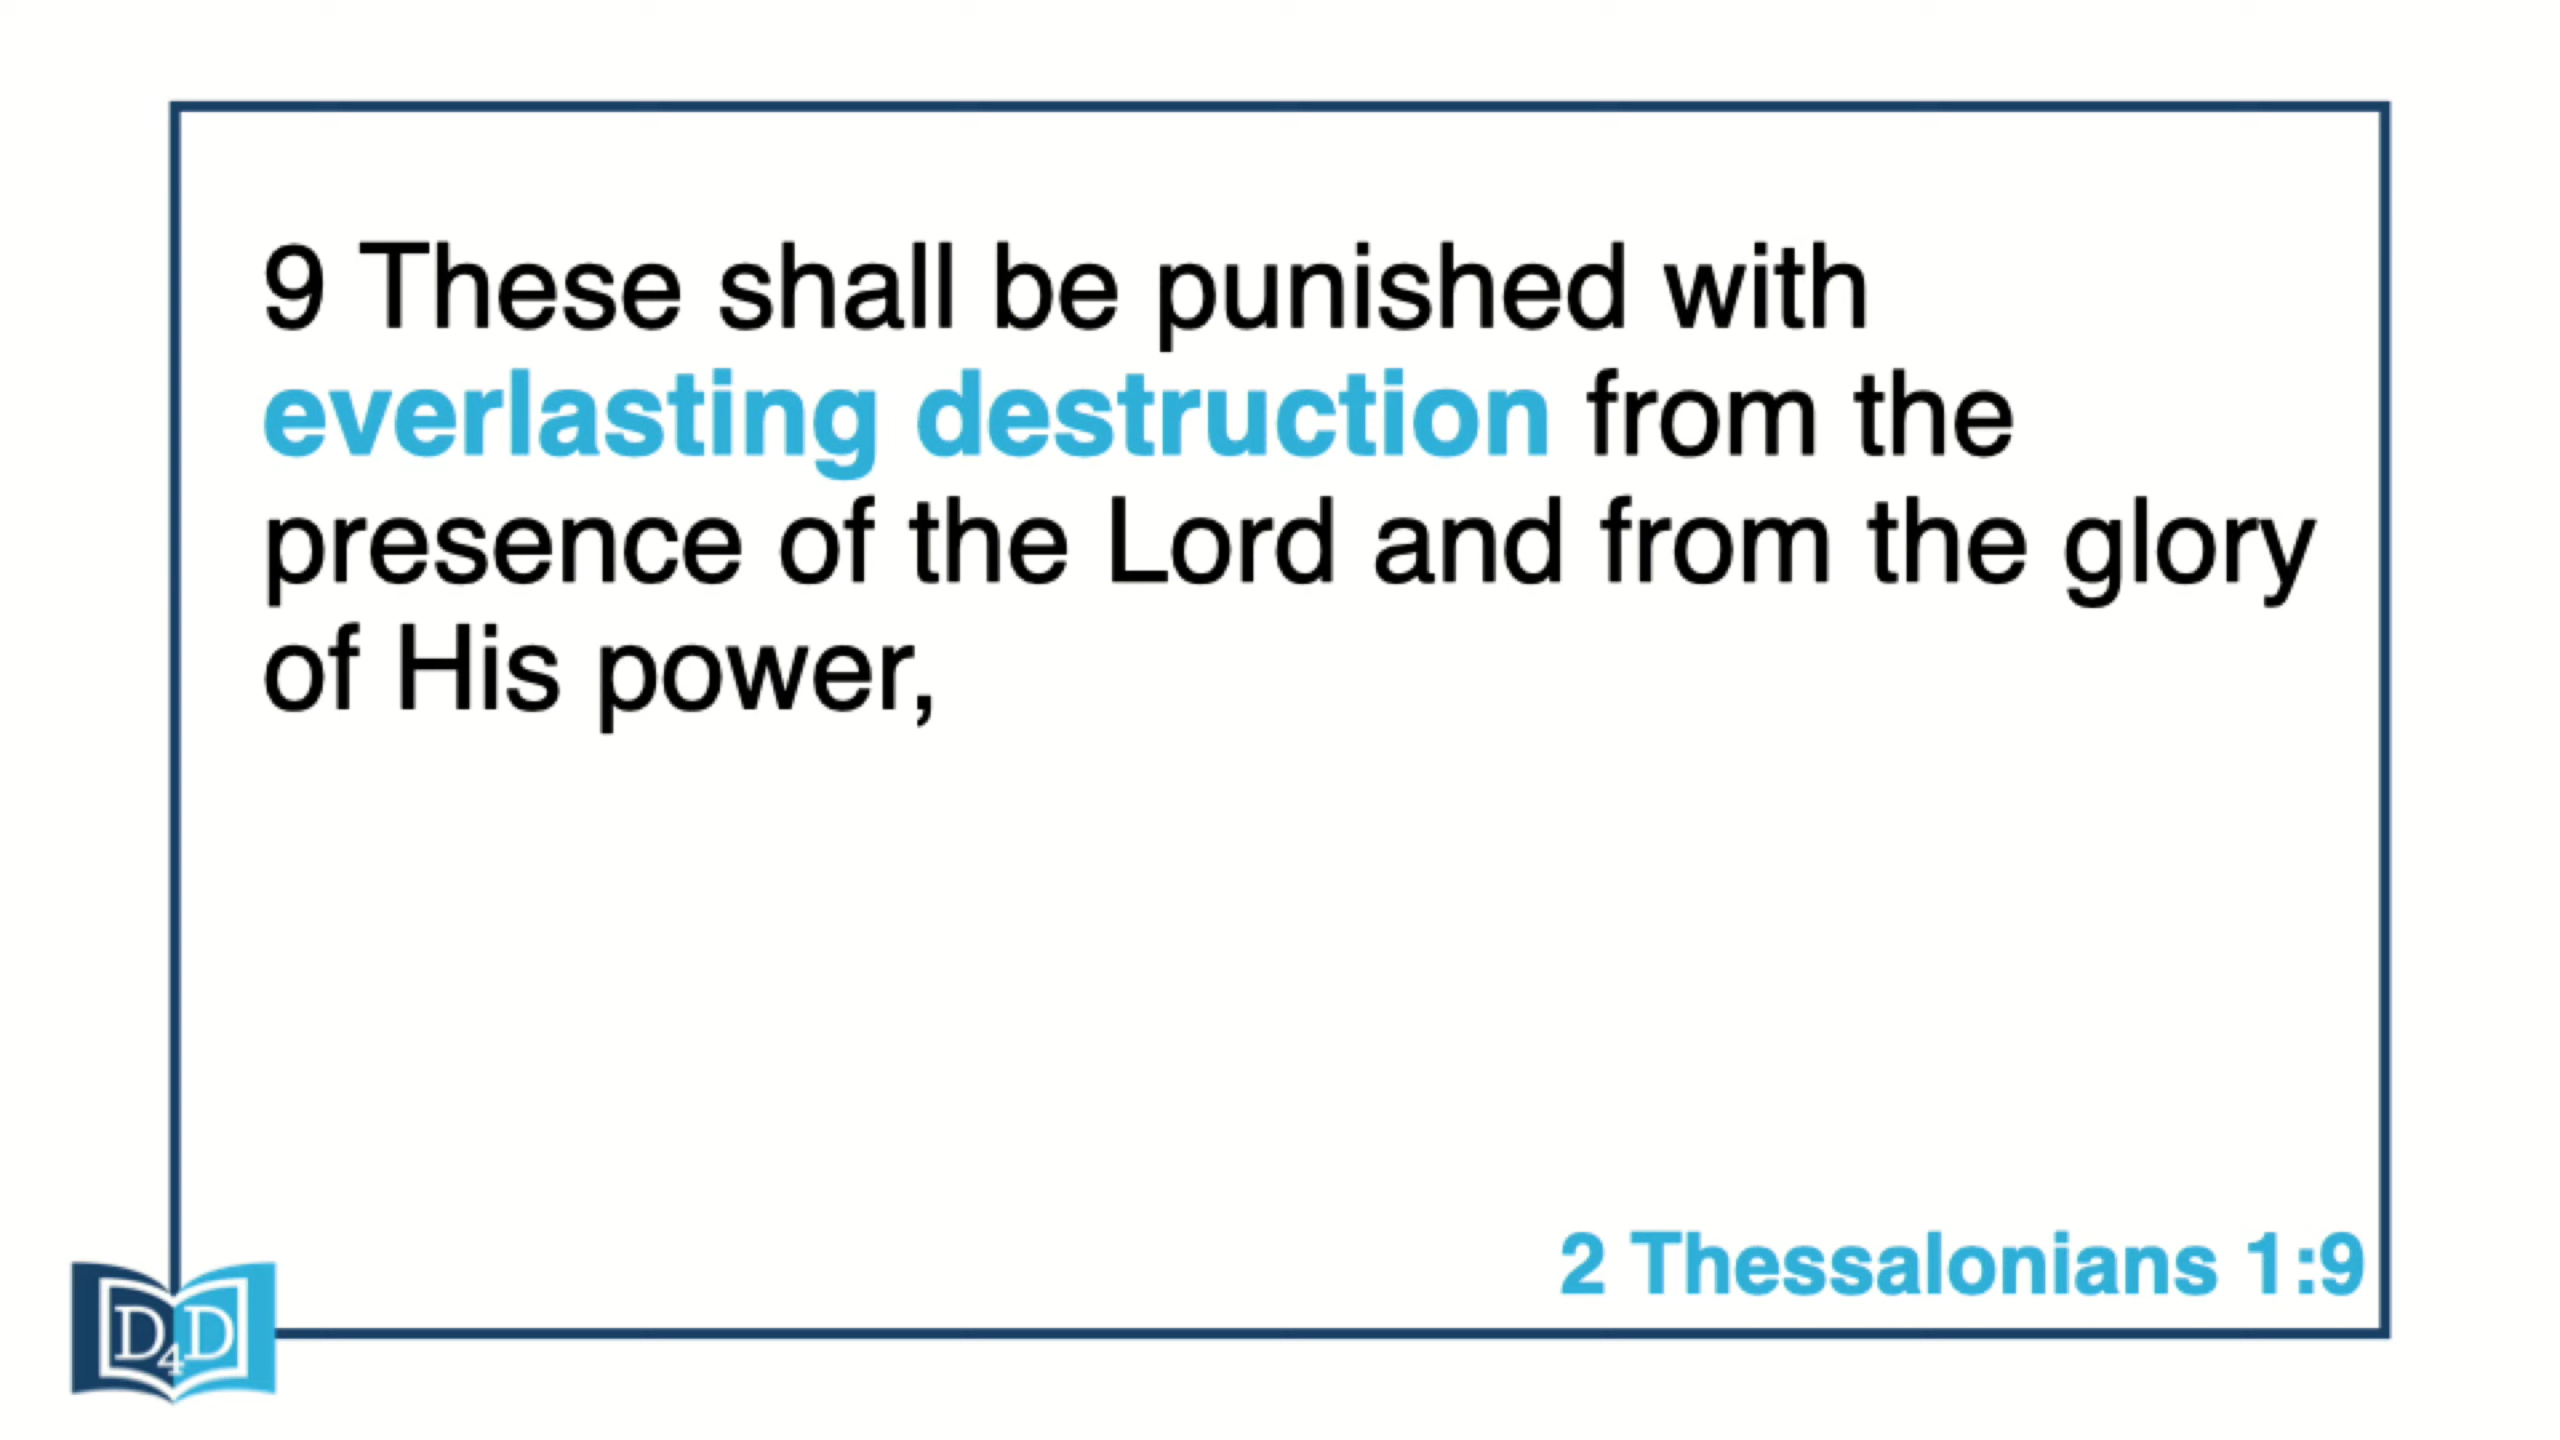 9 These shall be punished with
everlasting destruction from the
presence of the Lord and from the glory
of His power,
2 Thessalonians 1:9
D4D